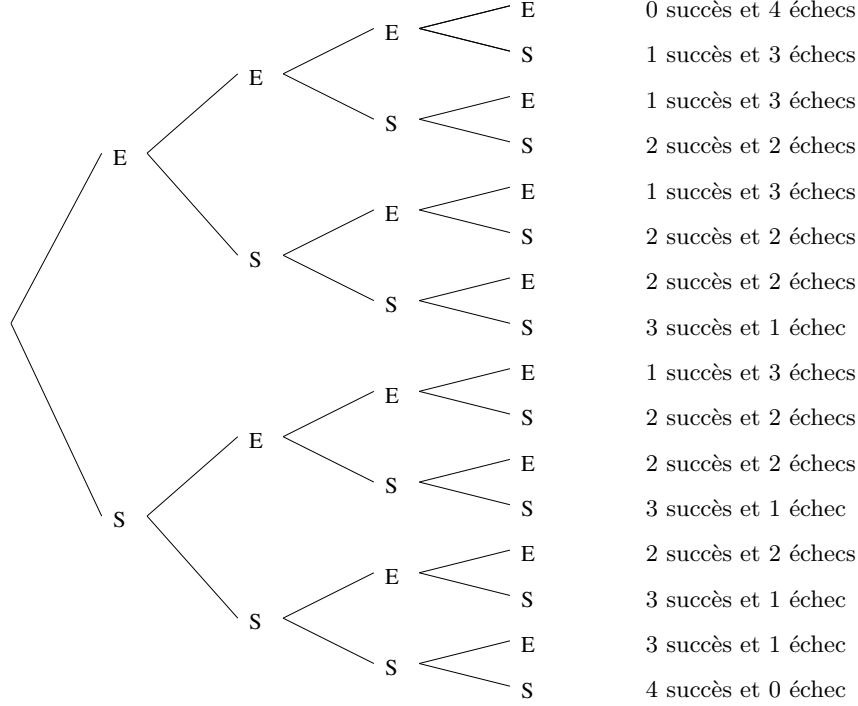 E 0 succès et 4 échecs
E
S 1 succès et 3 échecs
E
E 1 succès et 3 échecs
S
S 2 succès et 2 échecs
E
E 1 succès et 3 échecs
E
S 2 succès et 2 échecs
S
E 2 succès et 2 échecs
S
S 3 succès et 1 échec
E 1 succès et 3 échecs
E
S 2 succès et 2 échecs
E
E 2 succès et 2 échecs
S
S 3 succès et 1 échec
S
E 2 succès et 2 échecs
E
S 3 succès et 1 échec
S
E 3 succès et 1 échec
S
S 4 succès et 0 échec